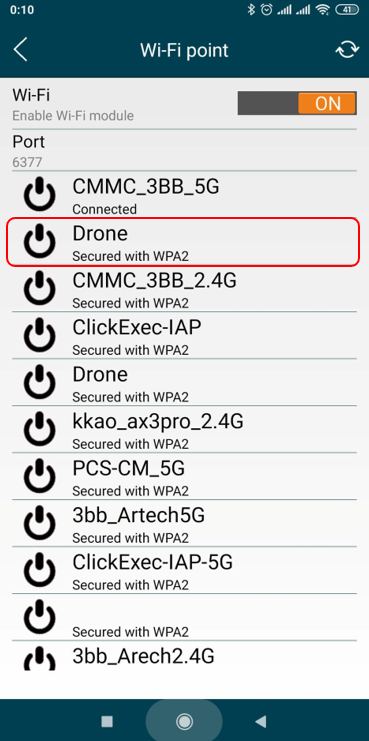 0:10
41
Wi-Fi point
Wi-Fi
Enable Wi-Fi module
ON
Port
6377
CMMC_3BB_5G
Connected
Drone
Secured with WPA2
CMMC_3BB_2.4G
Secured with WPA2
ClickExec-IAP
Secured with WPA2
Drone
Secured with WPA2
kkao_ax3pro_2.4G
Secured with WPA2
PCS-CM_5G
Secured with WPA2
3bb_Artech5G
Secured with WPA2
ClickExec-IAP-5G
Secured with WPA2
Secured with WPA2
3bb_Arech2.4G